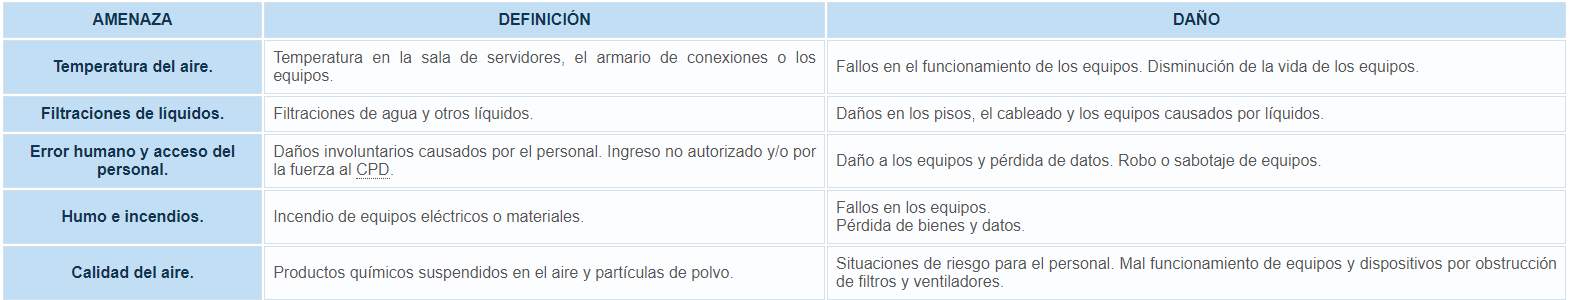 AMENAZA DEFINICIÓN DAÑO
Temperatura del aire.
Temperatura en la sala de servidores, el armario de conexiones o los
equipos.
Fallos en el funcionamiento de los equipos. Disminución de la vida de los equipos.
Filtraciones de líquidos.
Filtraciones de agua y otros líquidos.
Daños en los pisos, el cableado y los equipos causados por líquidos.
Error humano y acceso del
personal.
Daños involuntarios causados por el personal. Ingreso no autorizado y/o por
la fuerza al CPD.
Daño a los equipos y pérdida de datos. Robo o sabotaje de equipos.
Humo e incendios.
Incendio de equipos eléctricos o materiales.
Fallos en los equipos.
Pérdida de bienes y datos.
Calidad del aire.
Productos químicos suspendidos en el aire y partículas de polvo.
Situaciones de riesgo para el personal. Mal funcionamiento de equipos y dispositivos por obstrucción
de filtros y ventiladores.